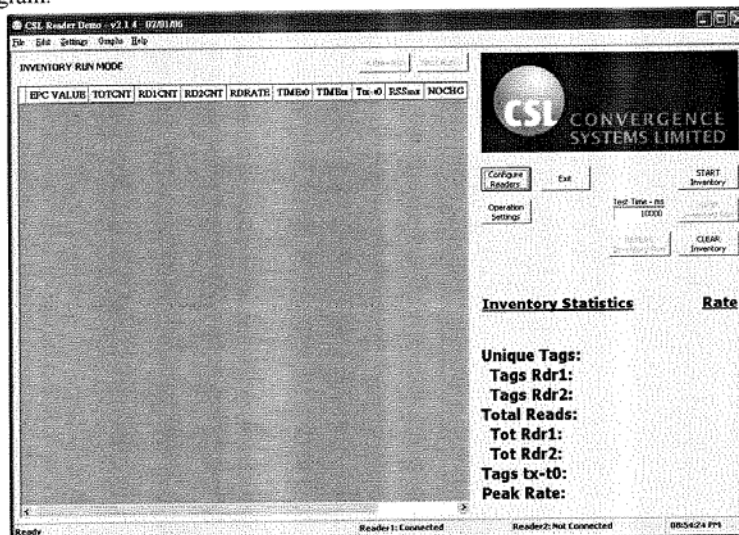 gram.
CSL Reader Demo - v2.1.4 - 02/01/06
File Edit Settings Graphs Help
INVENTORY RUN MODE
EPC VALUE TOTCNT RD1CNT RD2CNT RDRATE TIMEt0 TIMEtx Ttx-t0 RSSmx NOCHG
CSL CONVERGENCE
SYSTEMS LIMITED
Configure
Readers
Exit
START
Inventory
Operation
Settings
Test Time - ms
10000
CLEAR
Inventory
Inventory Statistics Rate
Unique Tags:
Tags Rdr1:
Tags Rdr2:
Total Reads:
Tot Rdr1:
Tot Rdr2:
Tags tx-t0:
Peak Rate:
Ready Reader1: Connected Reader2: Not Connected 08:54:24 PM